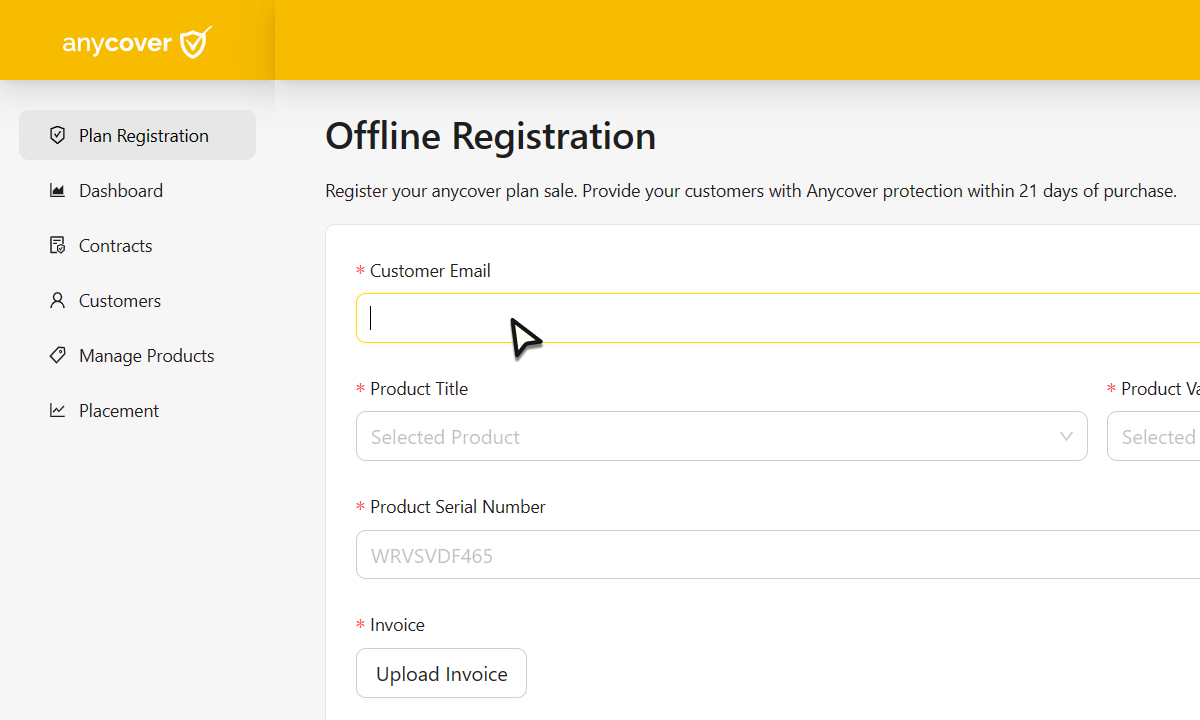 anycover
Plan Registration
Dashboard
Contracts
Customers
Manage Products
Placement
Offline Registration
Register your anycover plan sale. Provide your customers with Anycover protection within 21 days of purchase.
* Customer Email
* Product Title
* Product Va
Selected Product
Selected
* Product Serial Number
WRVSVDF465
* Invoice
Upload Invoice